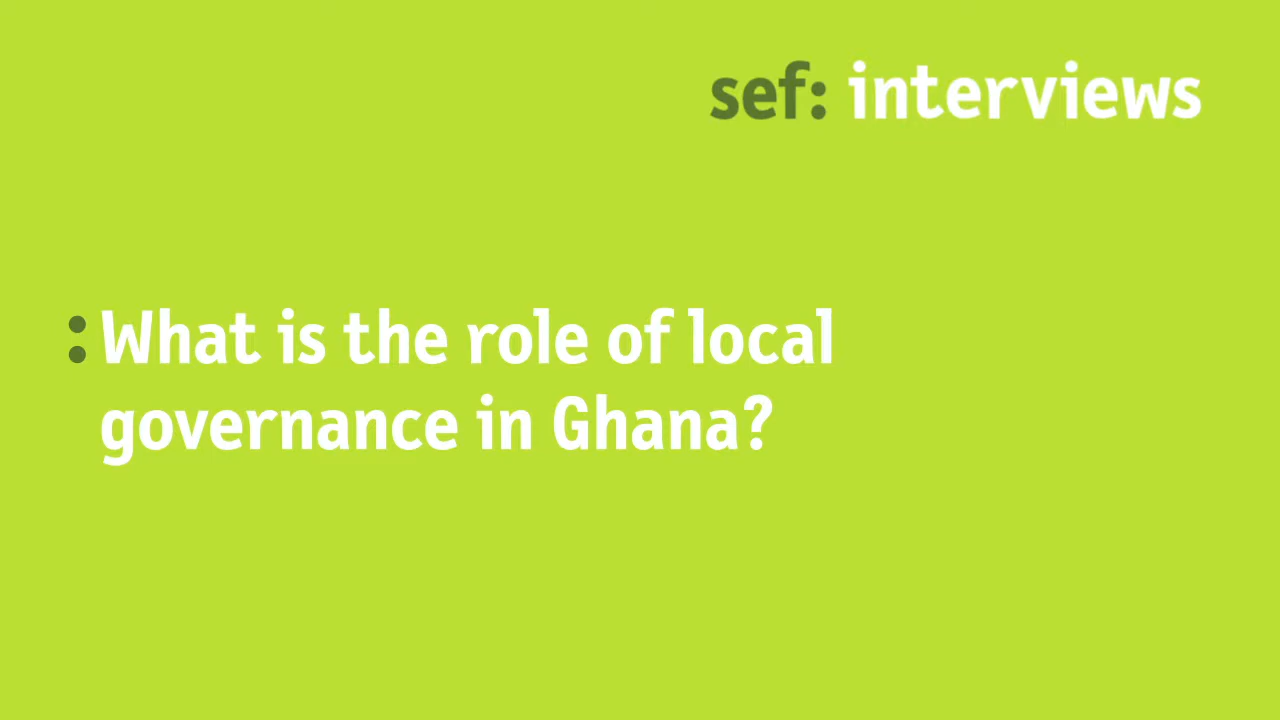 sef: interviews
: What is the role of local
governance in Ghana?